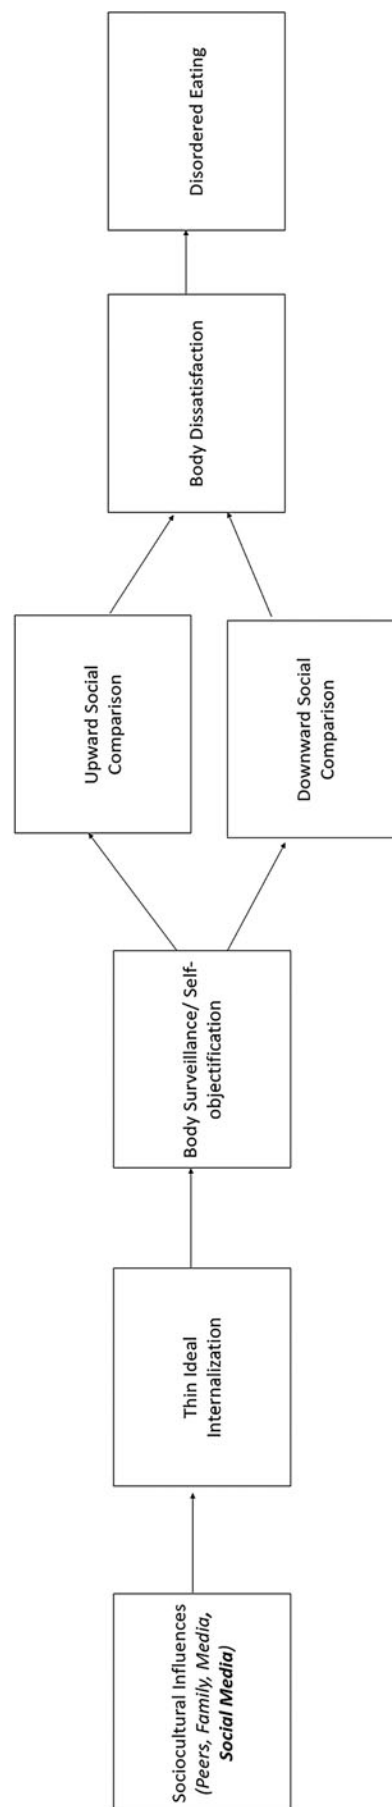 Sociocultural Influences
(Peers, Family, Media,
Social Media)
Thin Ideal
Internalization
Body Surveillance/ Self-
objectification
Upward Social
Comparison
Downward Social
Comparison
Body Dissatisfaction
Disordered Eating